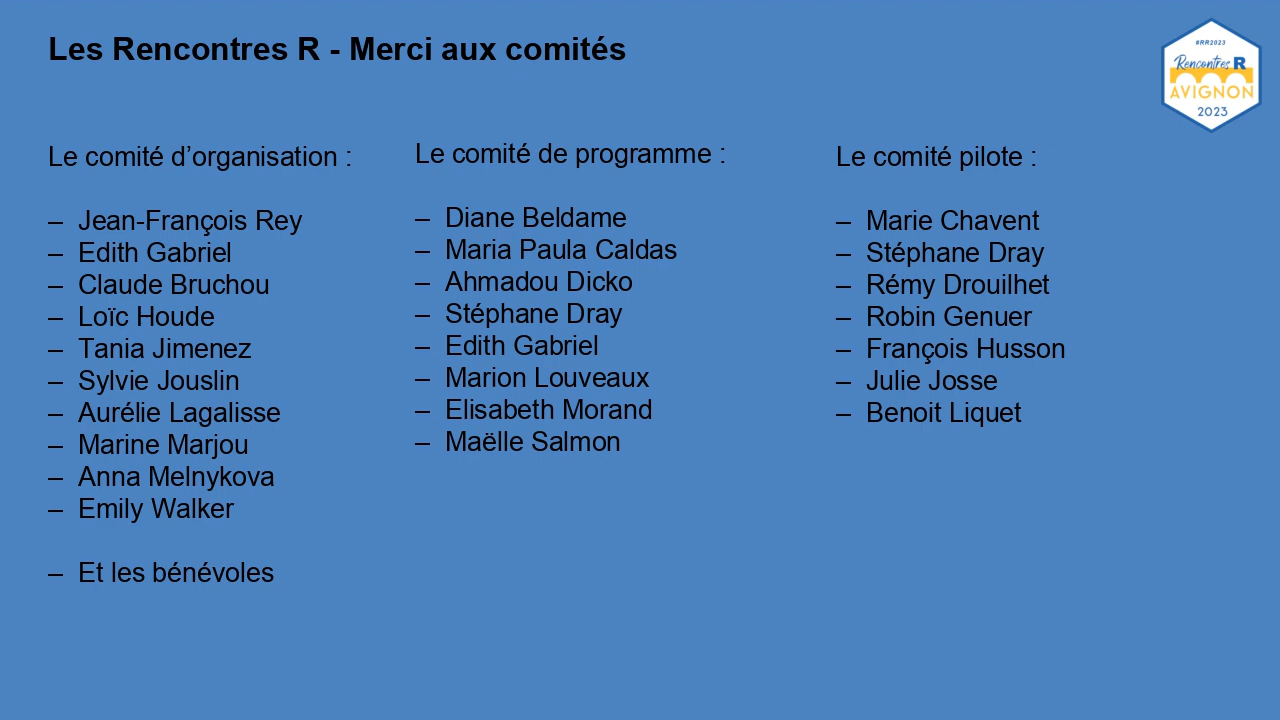 Les Rencontres R - Merci aux comités
#RR2023
Rencontres R
AVIGNON
2023
Le comité d’organisation :
– Jean-François Rey
– Edith Gabriel
– Claude Bruchou
– Loïc Houde
– Tania Jimenez
– Sylvie Jouslin
– Aurélie Lagalisse
– Marine Marjou
– Anna Melnykova
– Emily Walker
– Et les bénévoles
Le comité de programme :
– Diane Beldame
– Maria Paula Caldas
– Ahmadou Dicko
– Stéphane Dray
– Edith Gabriel
– Marion Louveaux
– Elisabeth Morand
– Maëlle Salmon
Le comité pilote :
– Marie Chavent
– Stéphane Dray
– Rémy Drouilhet
– Robin Genuer
– François Husson
– Julie Josse
– Benoit Liquet